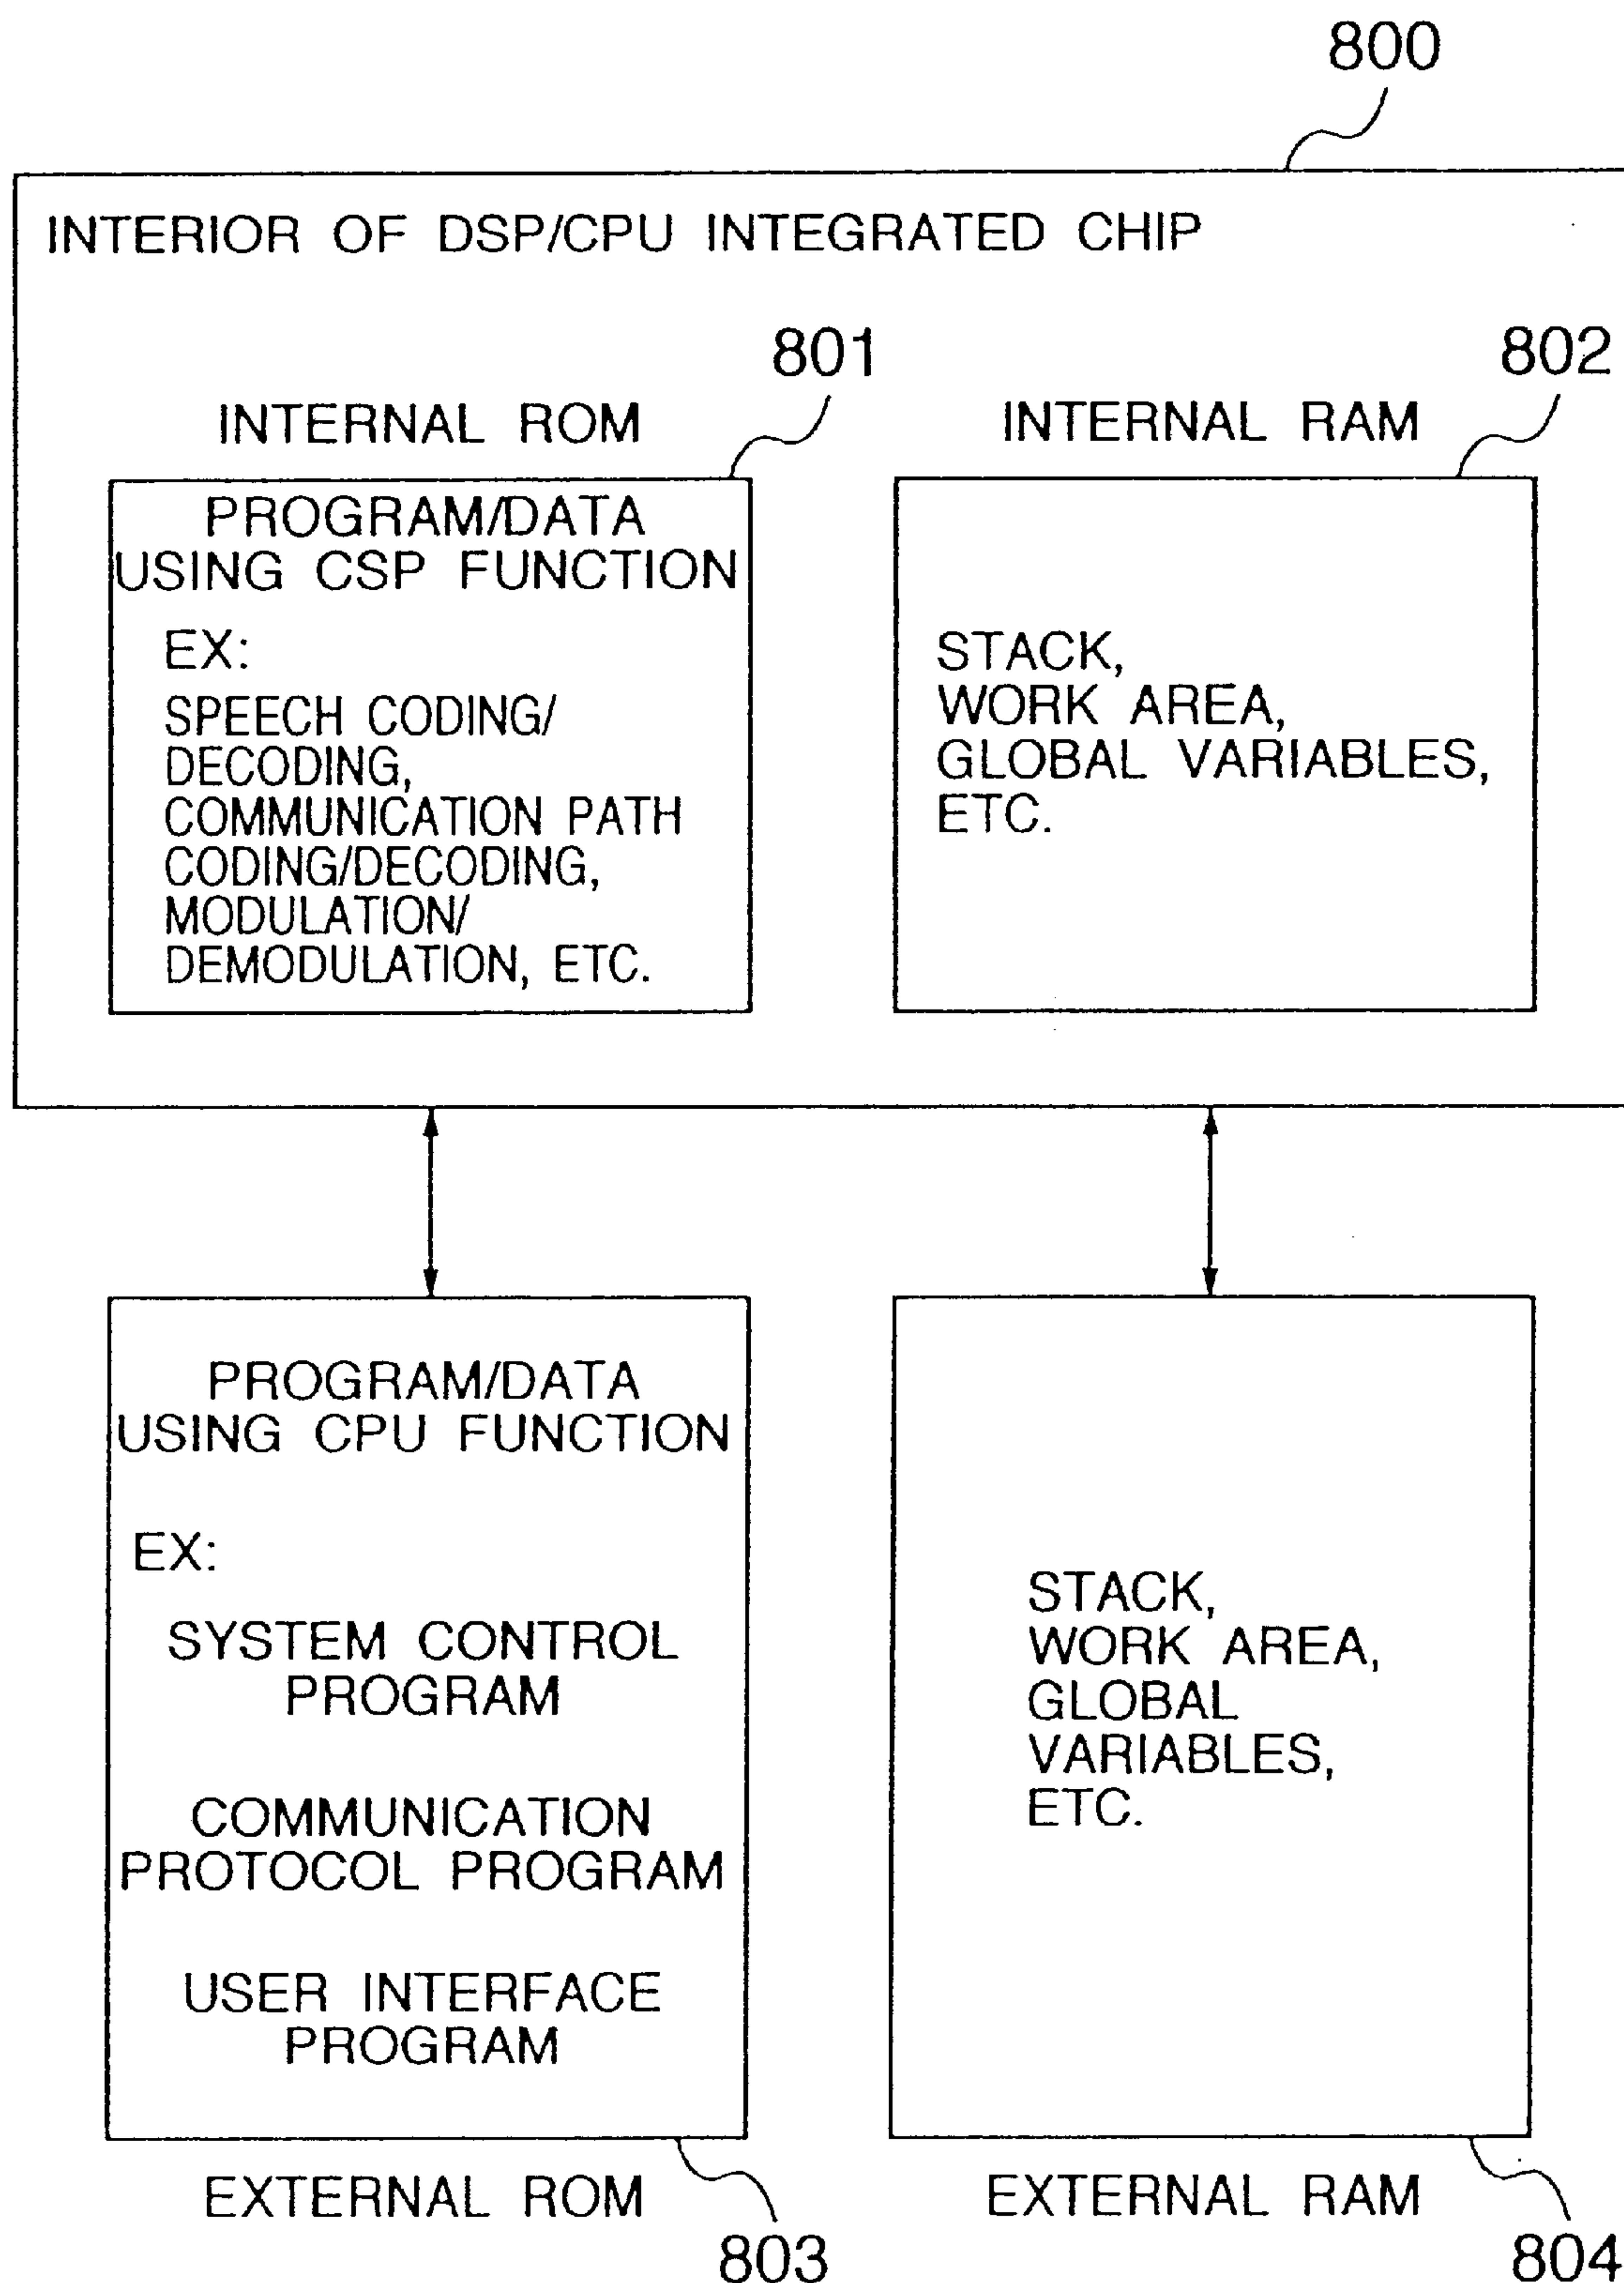 800
INTERIOR OF DSP/CPU INTEGRATED CHIP
801
INTERNAL ROM
PROGRAM/DATA
USING CSP FUNCTION
EX:
SPEECH CODING/
DECODING,
COMMUNICATION PATH
CODING/DECODING,
MODULATION/
DEMODULATION, ETC.
802
INTERNAL RAM
STACK,
WORK AREA,
GLOBAL VARIABLES,
ETC.
PROGRAM/DATA
USING CPU FUNCTION
EX:
SYSTEM CONTROL
PROGRAM
COMMUNICATION
PROTOCOL PROGRAM
USER INTERFACE
PROGRAM
EXTERNAL ROM
803
STACK,
WORK AREA,
GLOBAL
VARIABLES,
ETC.
EXTERNAL RAM
804